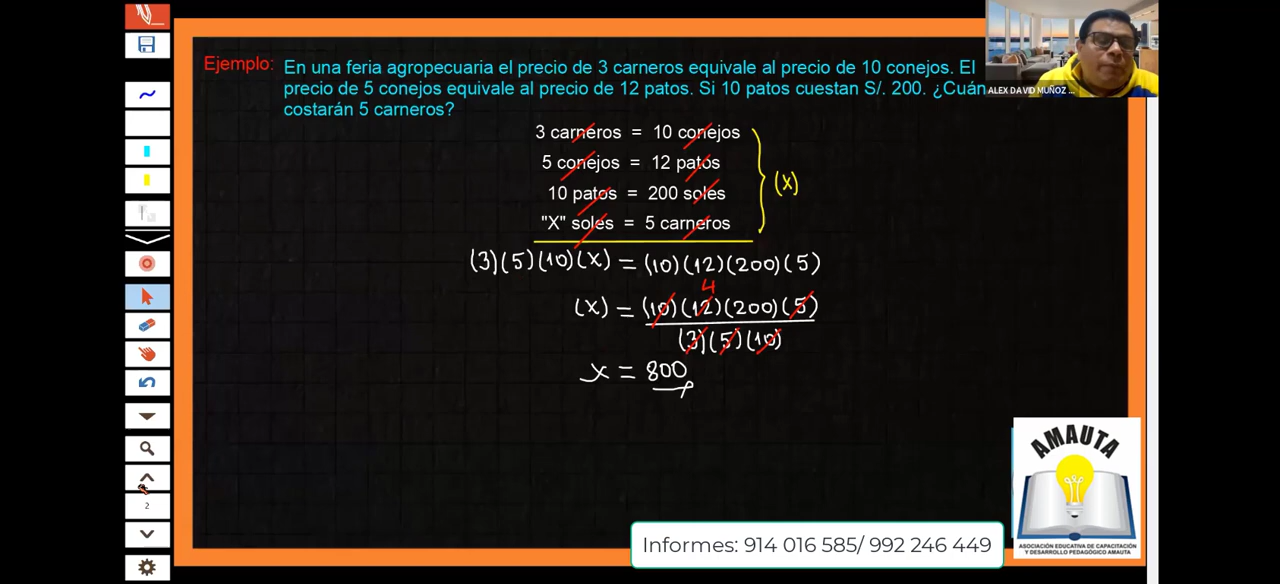 Ejemplo: En una feria agropecuaria el precio de 3 carneros equivale al precio de 10 conejos. El
precio de 5 conejos equivale al precio de 12 patos. Si 10 patos cuestan S/. 200. ¿Cuán
costarán 5 carneros?
ALEX DAVID MUÑOZ ...
3 carneros = 10 conejos
5 conejos = 12 patos
10 patos = 200 soles
"X" soles = 5 carneros
(x)
(3)(5)(10)(x) = (10)(12)(200)(5)
4
(x) = (10)(12)(200)(5)
(3)(5)(10)
x = 800
2
AMAUTA
ASOCIACIÓN EDUCATIVA DE CAPACITACIÓN
Y DESARROLLO PEDAGÓGICO AMAUTA
Informes: 914 016 585/ 992 246 449